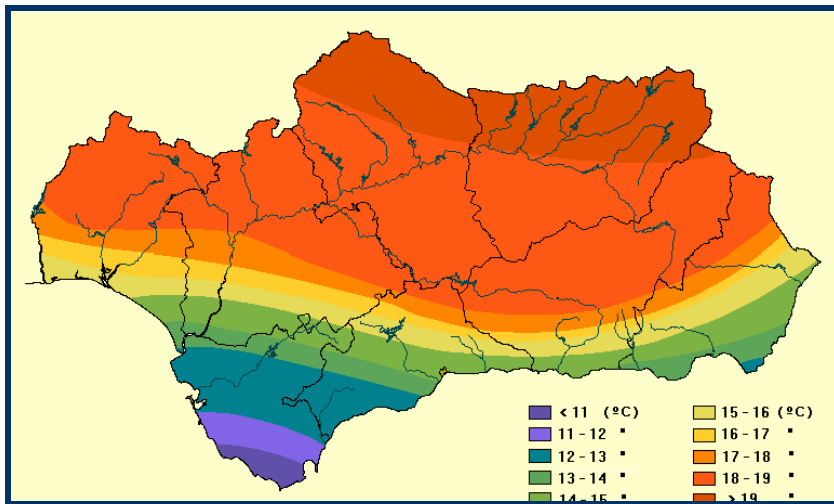 < 11 (ºC)
11 - 12 "
12 - 13 "
13 - 14 "
14 - 15 "
15 - 16 (ºC)
16 - 17 "
17 - 18 "
18 - 19 "
> 19 "